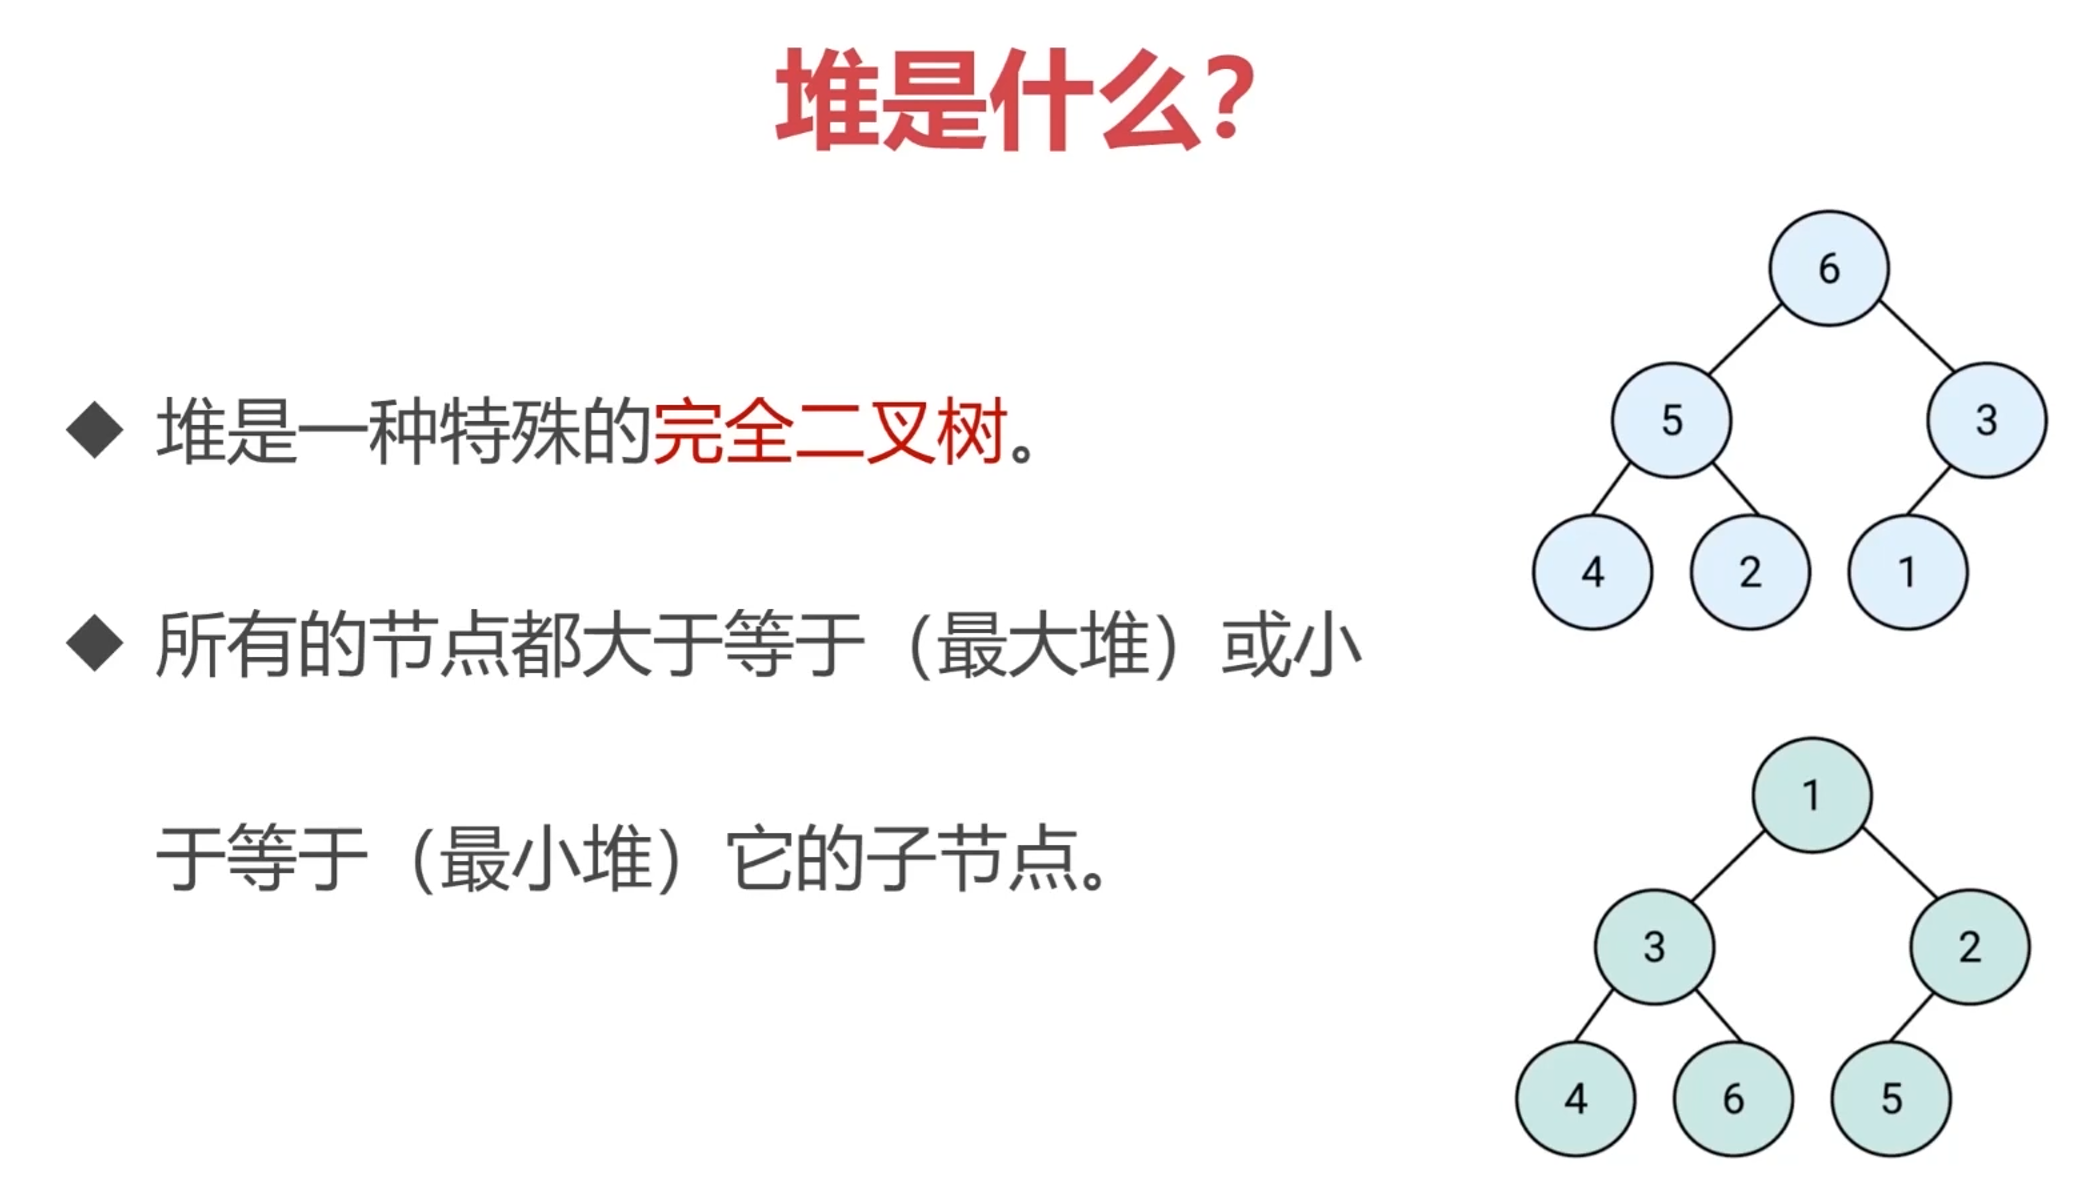 堆是什么?
◆ 堆是一种特殊的完全二叉树。
◆ 所有的节点都大于等于（最大堆）或小
于等于（最小堆）它的子节点。
6
5 3
4 2 1
1
3 2
4 6 5